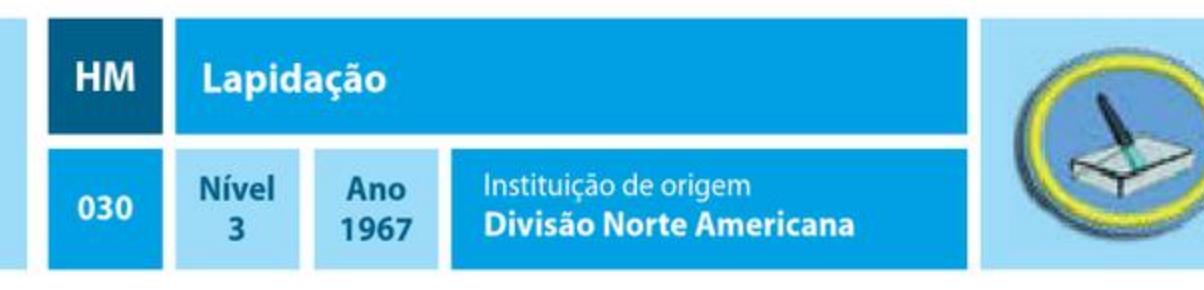 HM
Lapidação
030
Nível
3
Ano
1967
Instituição de origem
Divisão Norte Americana